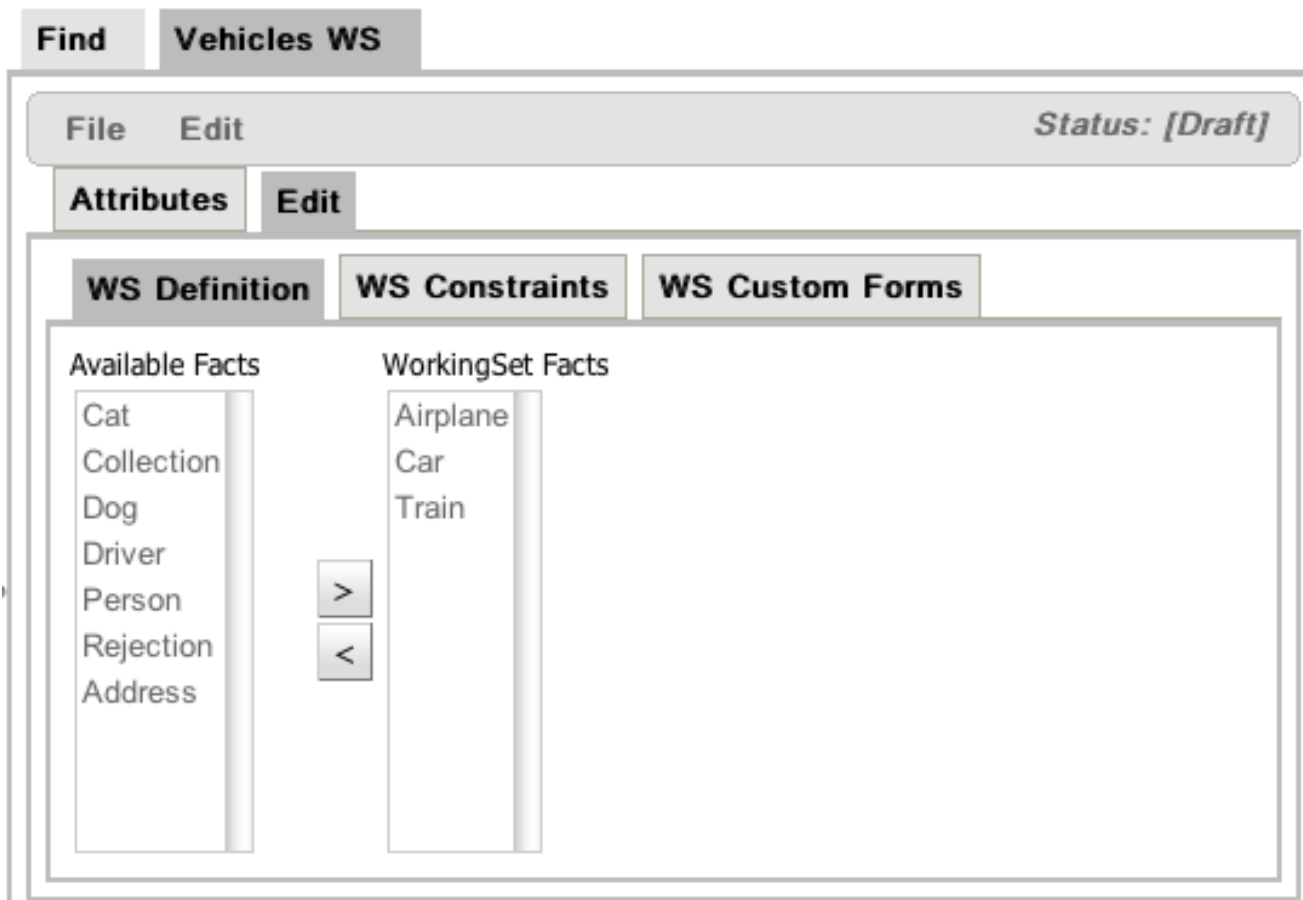 Find Vehicles WS
File Edit Status: [Draft]
Attributes Edit
WS Definition WS Constraints WS Custom Forms
Available Facts WorkingSet Facts
Cat Airplane
Collection Car
Dog Train
Driver
Person
>
Rejection
<
Address